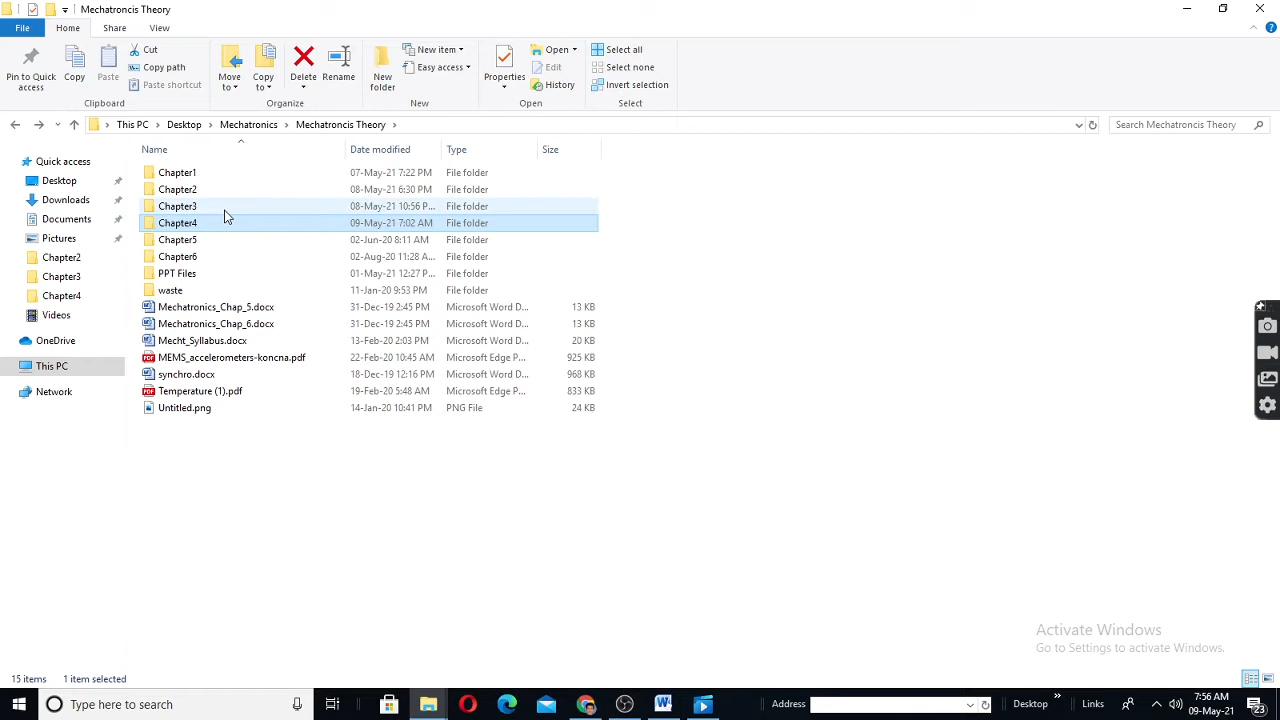 Mechatroncis Theory
File Home Share View
Pin to Quick access
Copy
Paste
Cut
Copy path
Paste shortcut
Clipboard
Move to
Copy to
Delete
Rename
Organize
New folder
New item
Easy access
New
Properties
Open
Edit
History
Open
Select all
Select none
Invert selection
Select
This PC > Desktop > Mechatronics > Mechatroncis Theory >
Search Mechatroncis Theory
Name Date modified Type Size
Quick access
Desktop
Downloads
Documents
Pictures
Chapter2
Chapter3
Chapter4
Videos
OneDrive
This PC
Network
Chapter1 07-May-21 7:22 PM File folder
Chapter2 08-May-21 6:30 PM File folder
Chapter3 08-May-21 10:56 P... File folder
Chapter4 09-May-21 7:02 AM File folder
Chapter5 02-Jun-20 8:11 AM File folder
Chapter6 02-Aug-20 11:28 A... File folder
PPT Files 01-May-21 12:27 P... File folder
waste 11-Jan-20 9:53 PM File folder
Mechatronics_Chap_5.docx 31-Dec-19 2:45 PM Microsoft Word D... 13 KB
Mechatronics_Chap_6.docx 31-Dec-19 2:45 PM Microsoft Word D... 13 KB
Mecht_Syllabus.docx 13-Feb-20 2:03 PM Microsoft Word D... 20 KB
MEMS_accelerometers-koncna.pdf 22-Feb-20 10:45 AM Microsoft Edge P... 925 KB
synchro.docx 18-Dec-19 12:16 PM Microsoft Word D... 968 KB
Temperature (1).pdf 19-Feb-20 5:48 AM Microsoft Edge P... 833 KB
Untitled.png 14-Jan-20 10:41 PM PNG File 24 KB
Activate Windows
Go to Settings to activate Windows.
15 items 1 item selected
Type here to search
Address
Desktop
Links
7:56 AM
09-May-21
23